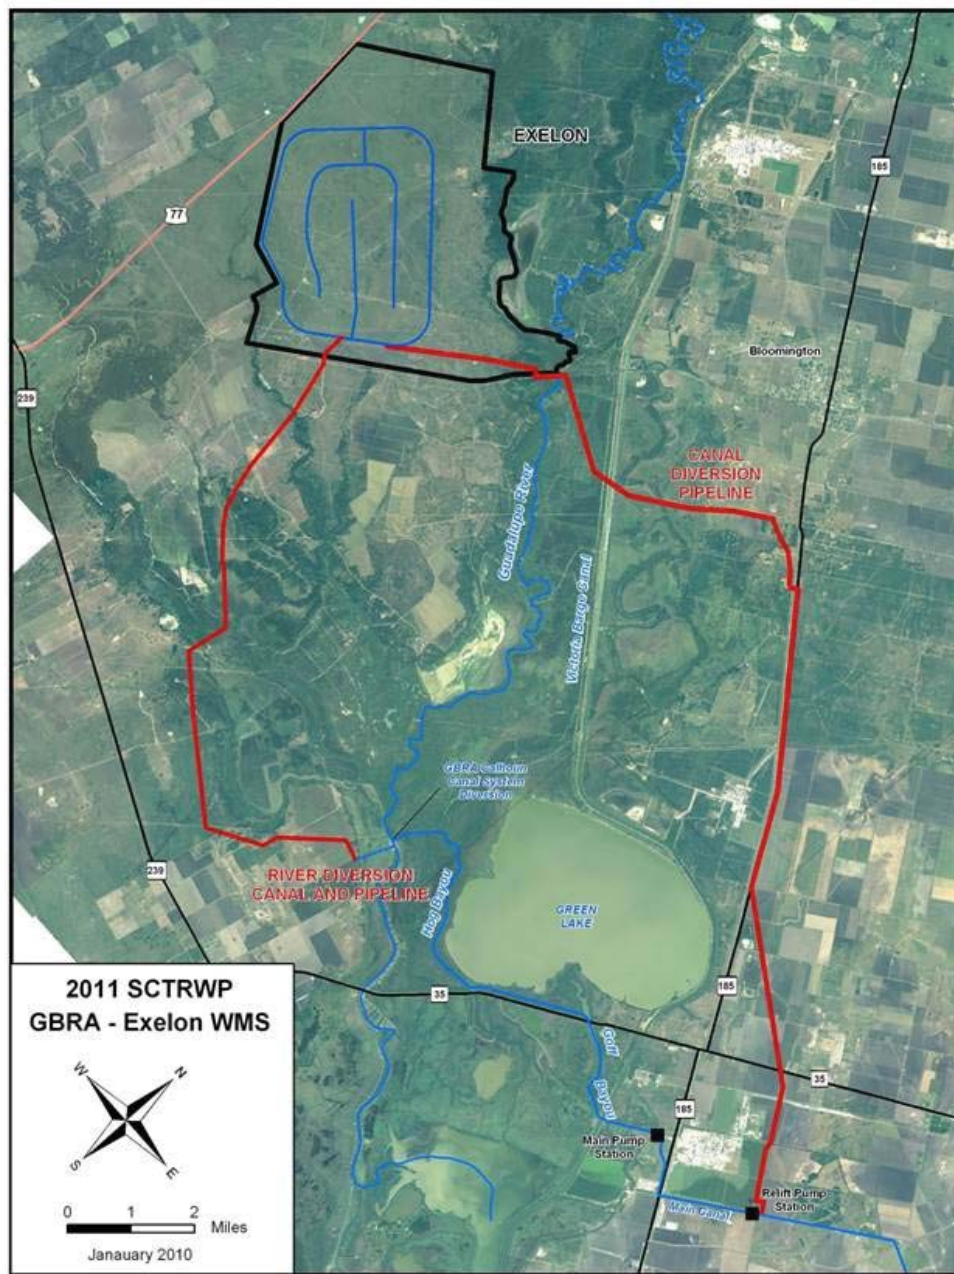 EXELON
185
77
Bloomington
239
CANAL
DIVERSION
PIPELINE
Guadalupe River
Victoria Barge Canal
GBRA Calhoun
Canal System
Diversion
239
RIVER DIVERSION
CANAL AND PIPELINE
Hog Bayou
GREEN
LAKE
35
185
Goff
Bayou
35
185
Main Pump
Station
Relift Pump
Station
Main Canal
2011 SCTRWP
GBRA - Exelon WMS
W
N
S
E
0 1 2
Miles
Janauary 2010